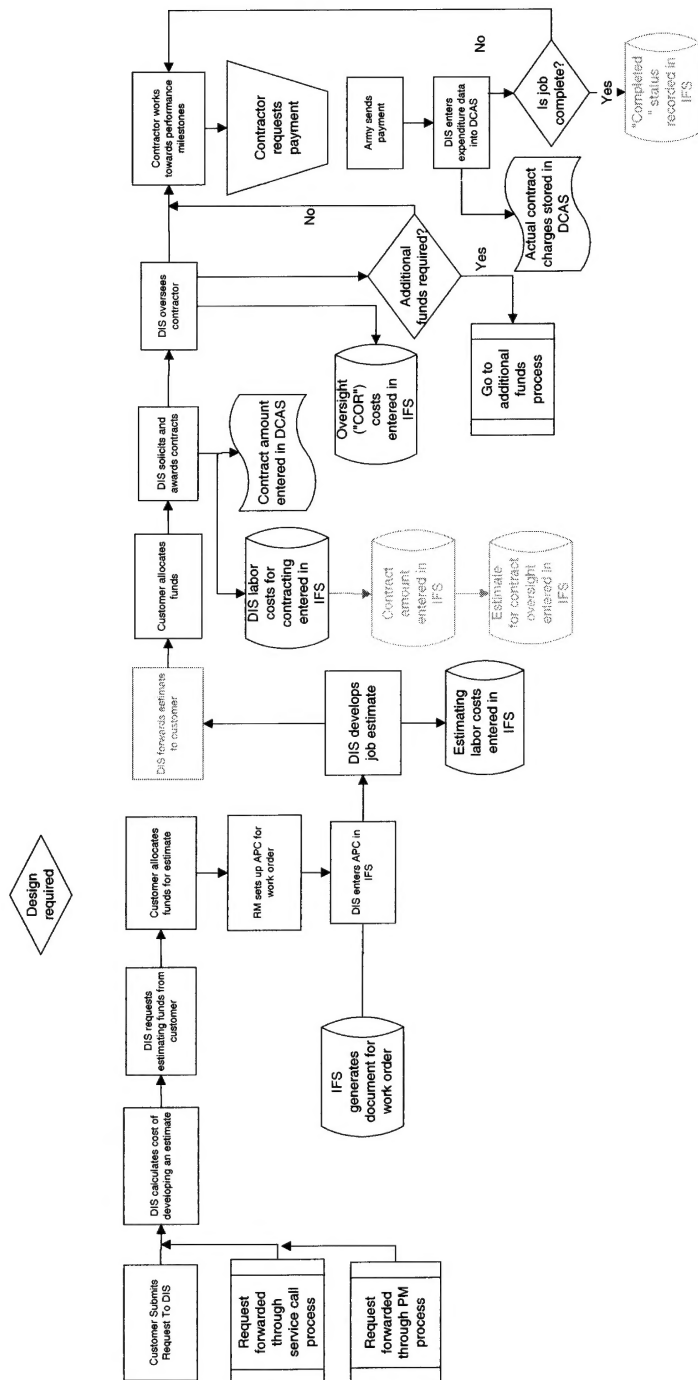 Design
required
Customer Submits
Request To DIS
Request
forwarded
through
service call
process
Request
forwarded
through PM
process
DIS calculates cost of
developing an estimate
DIS requests
estimating funds from
customer
IFS
generates
document for
work order
Customer allocates
funds for estimate
RM sets up APC for
work order
DIS enters APC in
IFS
DIS develops
job estimate
Estimating
labor costs
entered in
IFS
DIS forwards estimate
to customer
Customer allocates
funds
DIS solicits and
awards contracts
DIS labor
costs for
contracting
entered in
IFS
Contract amount
entered in DCAS
Contract
amount
entered in
IFS
Estimate
for contract
oversight
entered in
IFS
DIS oversees
contractor
Oversight
("COR")
costs
entered in
IFS
Additional
funds required?
No
Yes
Go to
additional
funds
process
Contractor works
towards performance
milestones
Contractor
requests
payment
Army sends
payment
DIS enters
expenditure data
into DCAS
Actual contract
charges stored in
DCAS
Is job
complete?
No
Yes
"Completed
" status
recorded in
IFS